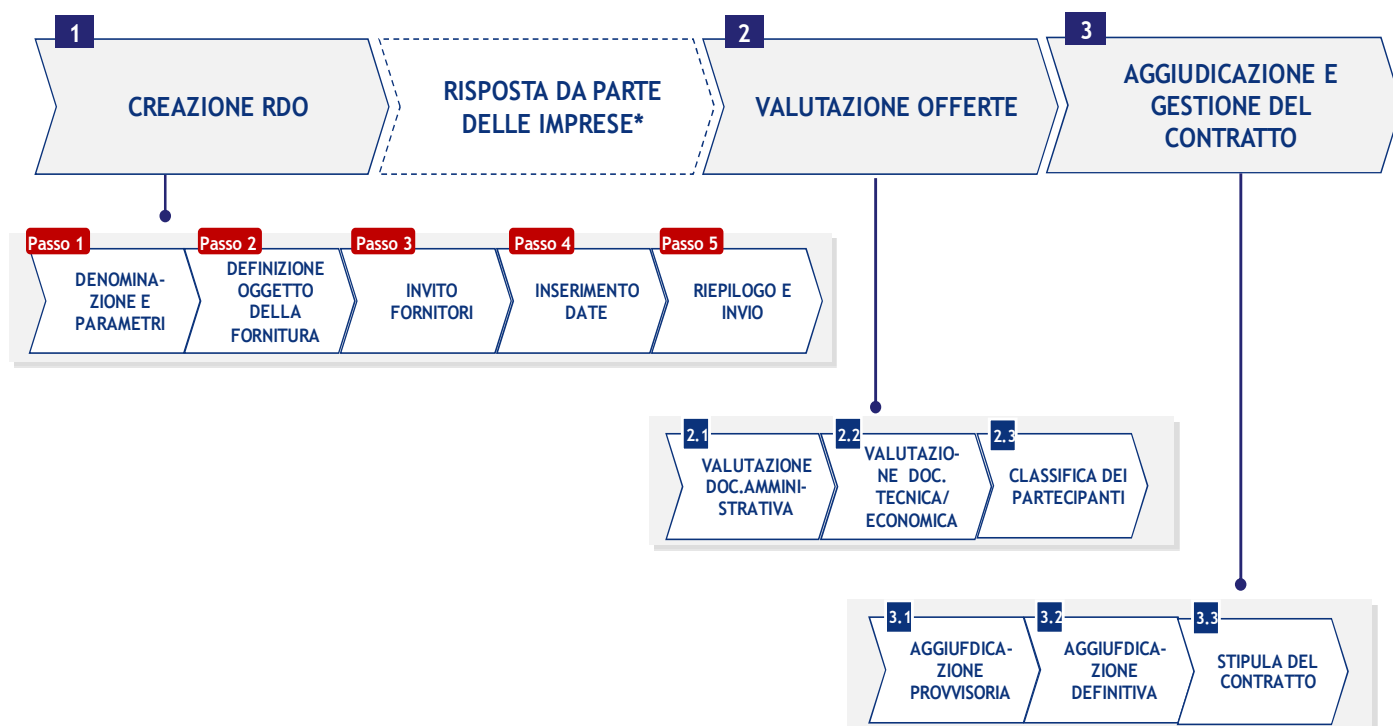 1
CREAZIONE RDO
RISPOSTA DA PARTE
DELLE IMPRESE*
2
VALUTAZIONE OFFERTE
3
AGGIUDICAZIONE E
GESTIONE DEL
CONTRATTO
Passo 1
DENOMINA-
ZIONE E
PARAMETRI
Passo 2
DEFINIZIONE
OGGETTO
DELLA
FORNITURA
Passo 3
INVITO
FORNITORI
Passo 4
INSERIMENTO
DATE
Passo 5
RIEPILOGO E
INVIO
2.1
VALUTAZIONE
DOC.AMMINI-
STRATIVA
2.2
VALUTAZIO-
NE DOC.
TECNICA/
ECONOMICA
2.3
CLASSIFICA DEI
PARTECIPANTI
3.1
AGGIUFDICA-
ZIONE
PROVVISORIA
3.2
AGGIUFDICA-
ZIONE
DEFINITIVA
3.3
STIPULA DEL
CONTRATTO